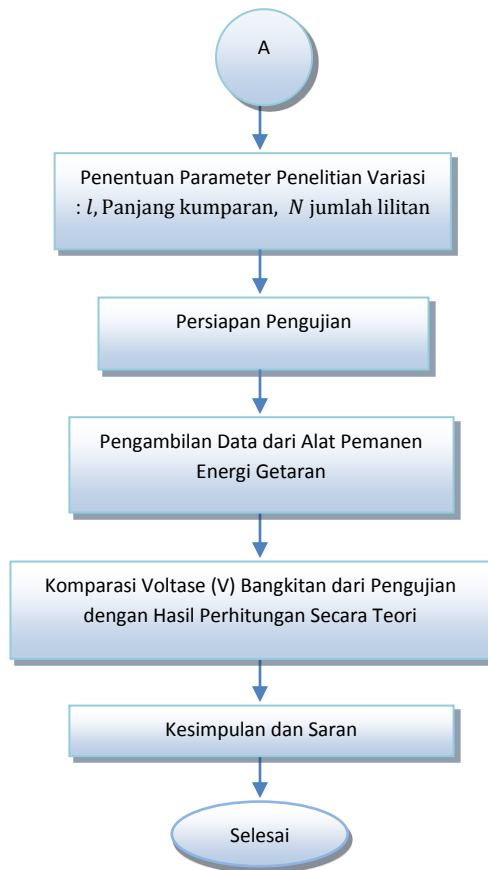 A
Penentuan Parameter Penelitian Variasi
: l, Panjang kumparan, N jumlah lilitan
Persiapan Pengujian
Pengambilan Data dari Alat Pemanen
Energi Getaran
Komparasi Voltase (V) Bangkitan dari Pengujian
dengan Hasil Perhitungan Secara Teori
Kesimpulan dan Saran
Selesai